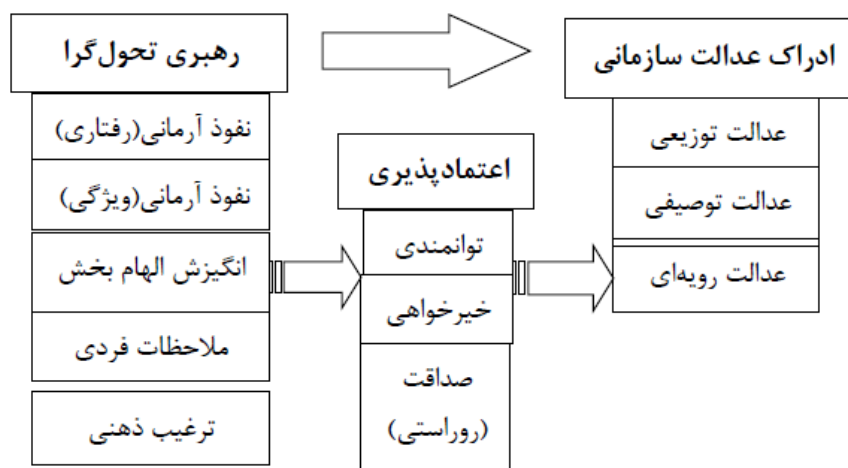 رهبری تحول‌گرا
نفوذ آرمانی(رفتاری)
نفوذ آرمانی(ویژگی)
انگیزش الهام بخش
ملاحظات فردی
ترغیب ذهنی
اعتمادپذیری
توانمندی
خیرخواهی
صداقت
(روراستی)
ادراک عدالت سازمانی
عدالت توزیعی
عدالت توصیفی
عدالت رویه‌ای